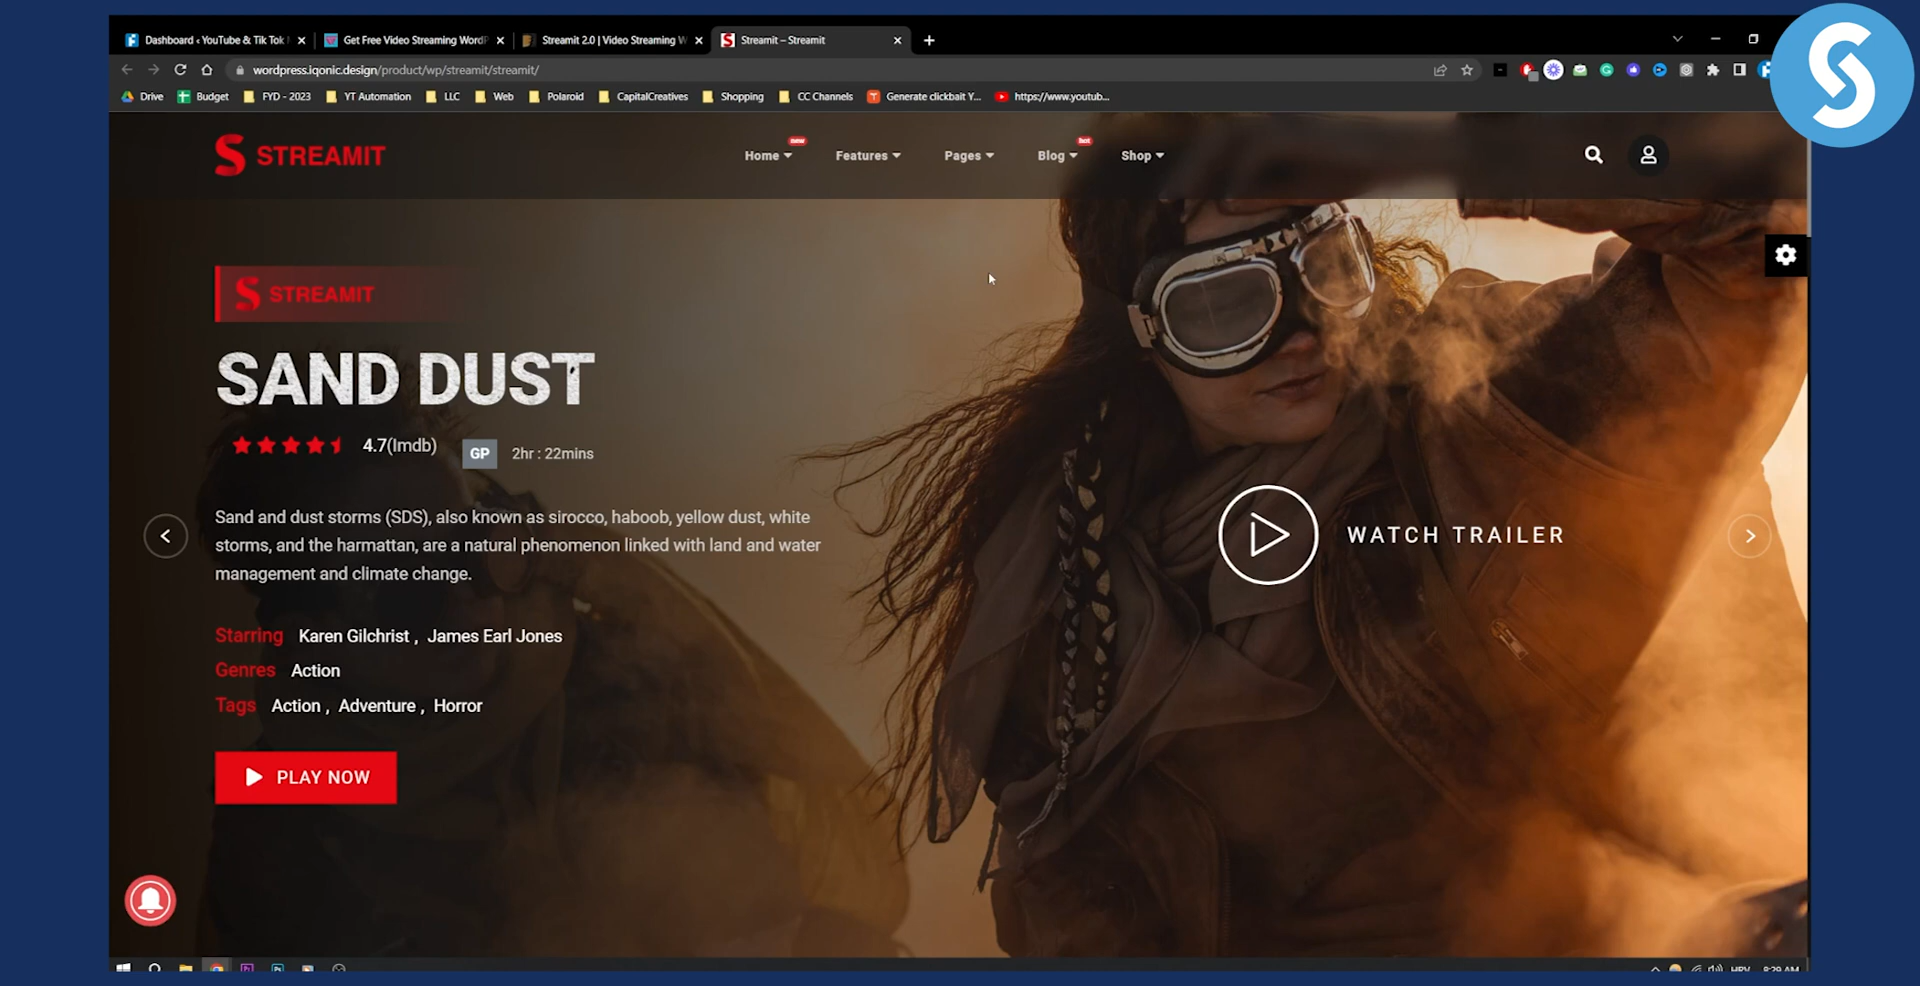 Dashboard ‹ YouTube & Tik Tok
Get Free Video Streaming WordP
Streamit 2.0 | Video Streaming W
Streamit – Streamit
wordpress.iqonic.design/product/wp/streamit/streamit/
Drive
Budget
FYD - 2023
YT Automation
LLC
Web
Polaroid
CapitalCreatives
Shopping
CC Channels
Generate clickbait Y...
https://www.youtub...
STREAMIT
Home
new
Features
Pages
Blog
hot
Shop
STREAMIT
SAND DUST
4.7(Imdb)
GP
2hr : 22mins
Sand and dust storms (SDS), also known as sirocco, haboob, yellow dust, white
storms, and the harmattan, are a natural phenomenon linked with land and water
management and climate change.
Starring Karen Gilchrist , James Earl Jones
Genres Action
Tags Action , Adventure , Horror
PLAY NOW
WATCH TRAILER
HRV
8:29 AM